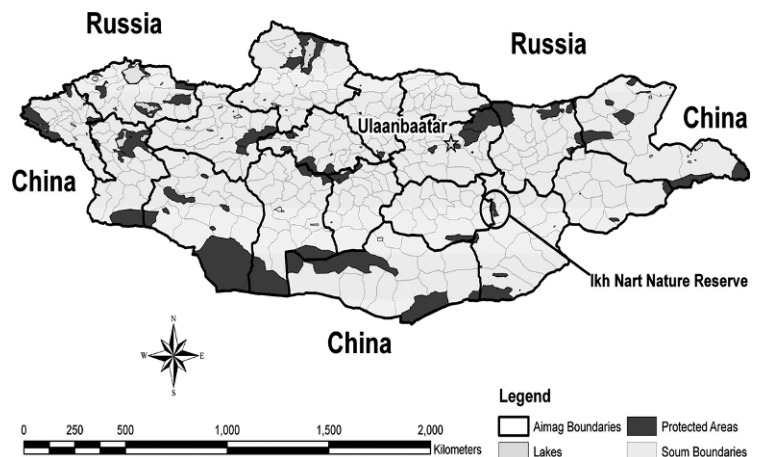 Russia
Russia
Ulaanbaatar
China
China
Ikh Nart Nature Reserve
China
N
W E
S
Legend
0 250 500 1,000 1,500 2,000
Kilometers
Aimag Boundaries Protected Areas
Lakes Soum Boundaries